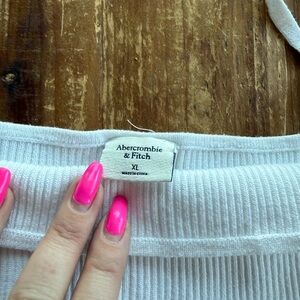 Abercrombie
& Fitch
XL
MADE IN CHINA